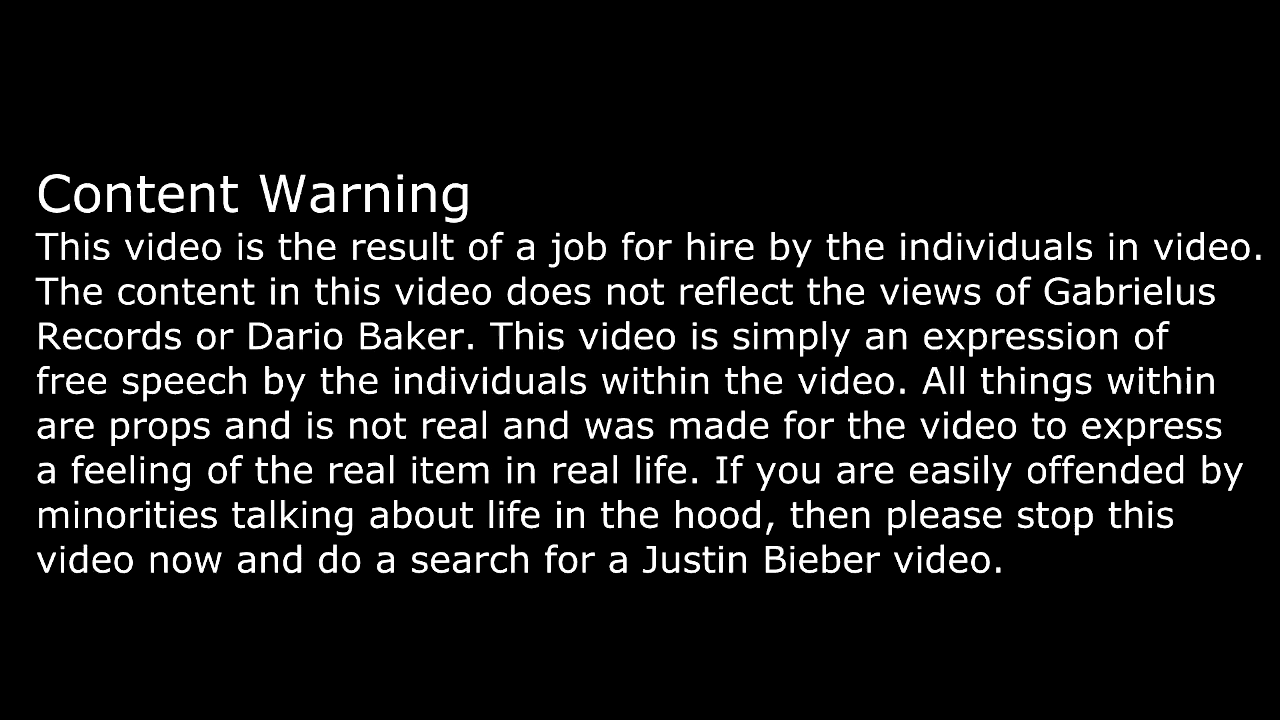 Content Warning
This video is the result of a job for hire by the individuals in video.
The content in this video does not reflect the views of Gabrielus
Records or Dario Baker. This video is simply an expression of
free speech by the individuals within the video. All things within
are props and is not real and was made for the video to express
a feeling of the real item in real life. If you are easily offended by
minorities talking about life in the hood, then please stop this
video now and do a search for a Justin Bieber video.